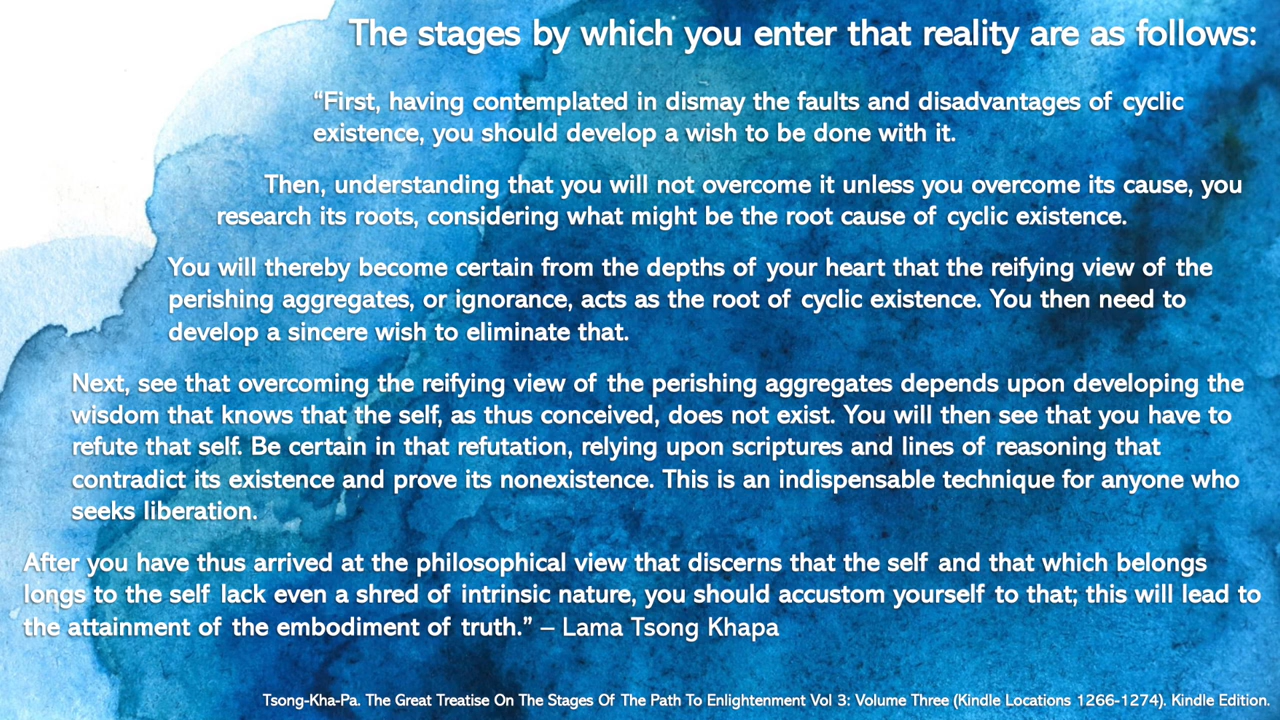 The stages by which you enter that reality are as follows:
“First, having contemplated in dismay the faults and disadvantages of cyclic
existence, you should develop a wish to be done with it.
Then, understanding that you will not overcome it unless you overcome its cause, you
research its roots, considering what might be the root cause of cyclic existence.
You will thereby become certain from the depths of your heart that the reifying view of the
perishing aggregates, or ignorance, acts as the root of cyclic existence. You then need to
develop a sincere wish to eliminate that.
Next, see that overcoming the reifying view of the perishing aggregates depends upon developing the
wisdom that knows that the self, as thus conceived, does not exist. You will then see that you have to
refute that self. Be certain in that refutation, relying upon scriptures and lines of reasoning that
contradict its existence and prove its nonexistence. This is an indispensable technique for anyone who
seeks liberation.
After you have thus arrived at the philosophical view that discerns that the self and that which belongs
longs to the self lack even a shred of intrinsic nature, you should accustom yourself to that; this will lead to
the attainment of the embodiment of truth.” – Lama Tsong Khapa
Tsong-Kha-Pa. The Great Treatise On The Stages Of The Path To Enlightenment Vol 3: Volume Three (Kindle Locations 1266-1274). Kindle Edition.